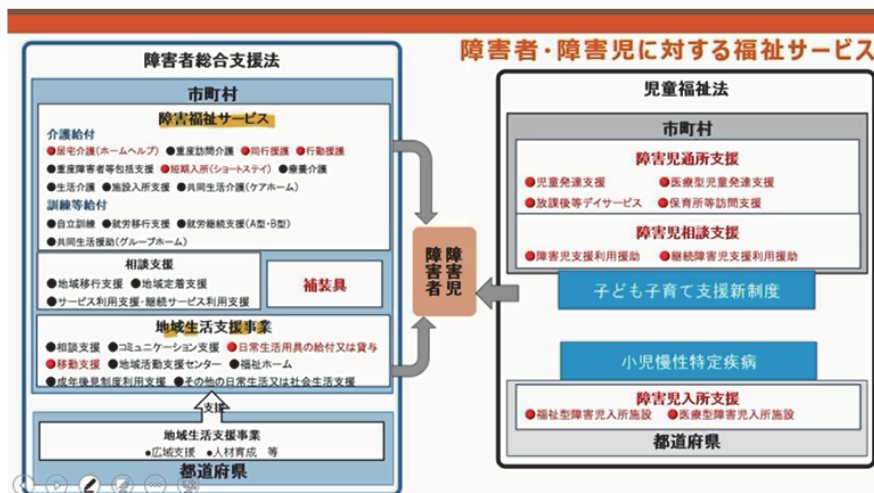 障害者・障害児に対する福祉サービス
障害者総合支援法
市町村
障害福祉サービス
介護給付
●居宅介護(ホームヘルプ) ●重度訪問介護 ●同行援護 ●行動援護
●重度障害者等包括支援 ●短期入所(ショートステイ) ●療養介護
●生活介護 ●施設入所支援 ●共同生活介護(ケアホーム)
訓練等給付
●自立訓練 ●就労移行支援 ●就労継続支援(A型・B型)
●共同生活援助(グループホーム)
相談支援
●地域移行支援 ●地域定着支援
●サービス利用支援・継続サービス利用支援
補装具
地域生活支援事業
●相談支援 ●コミュニケーション支援 ●日常生活用具の給付又は貸与
●移動支援 ●地域活動支援センター ●福祉ホーム
●成年後見制度利用支援 ●その他の日常生活又は社会生活支援
支援
地域生活支援事業
●広域支援 ●人材育成 等
都道府県
障害児
障害者
児童福祉法
市町村
障害児通所支援
●児童発達支援 ●医療型児童発達支援
●放課後等デイサービス ●保育所等訪問支援
障害児相談支援
●障害児支援利用援助 ●継続障害児支援利用援助
子ども子育て支援新制度
小児慢性特定疾病
障害児入所支援
●福祉型障害児入所施設 ●医療型障害児入所施設
都道府県